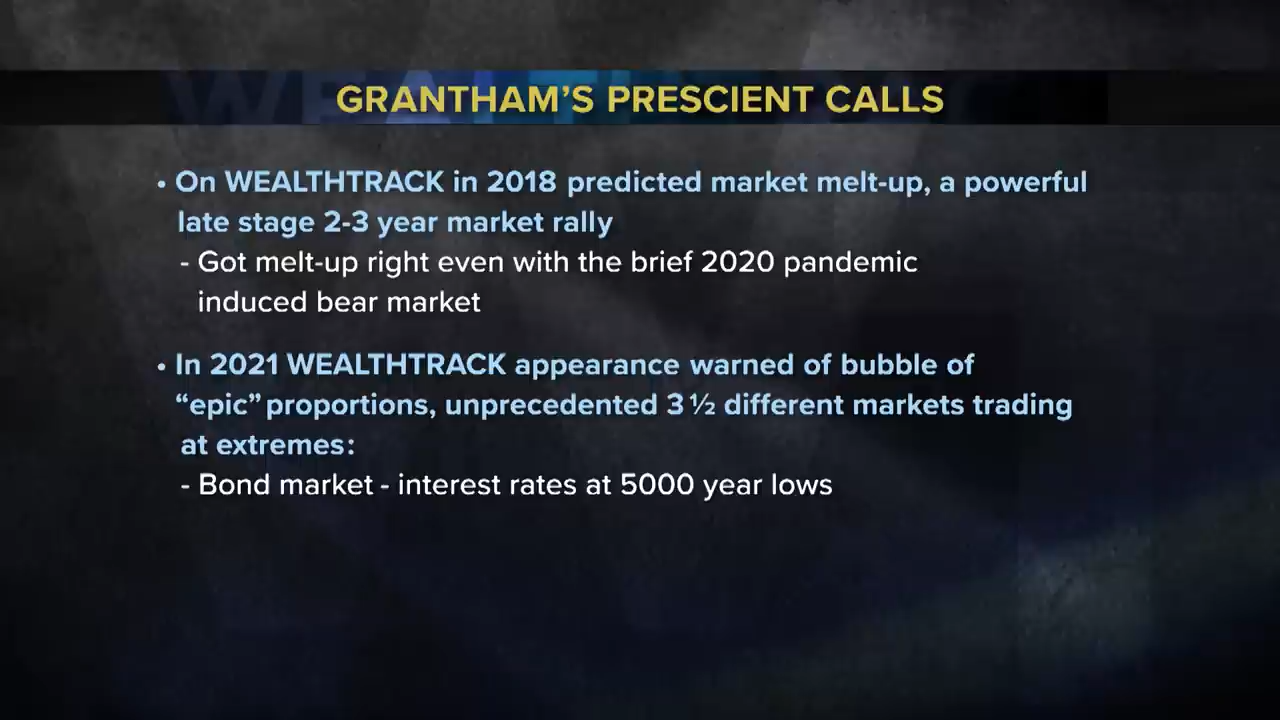 GRANTHAM'S PRESCIENT CALLS
• On WEALTHTRACK in 2018 predicted market melt-up, a powerful
late stage 2-3 year market rally
- Got melt-up right even with the brief 2020 pandemic
induced bear market
• In 2021 WEALTHTRACK appearance warned of bubble of
“epic” proportions, unprecedented 3 ½ different markets trading
at extremes:
- Bond market - interest rates at 5000 year lows